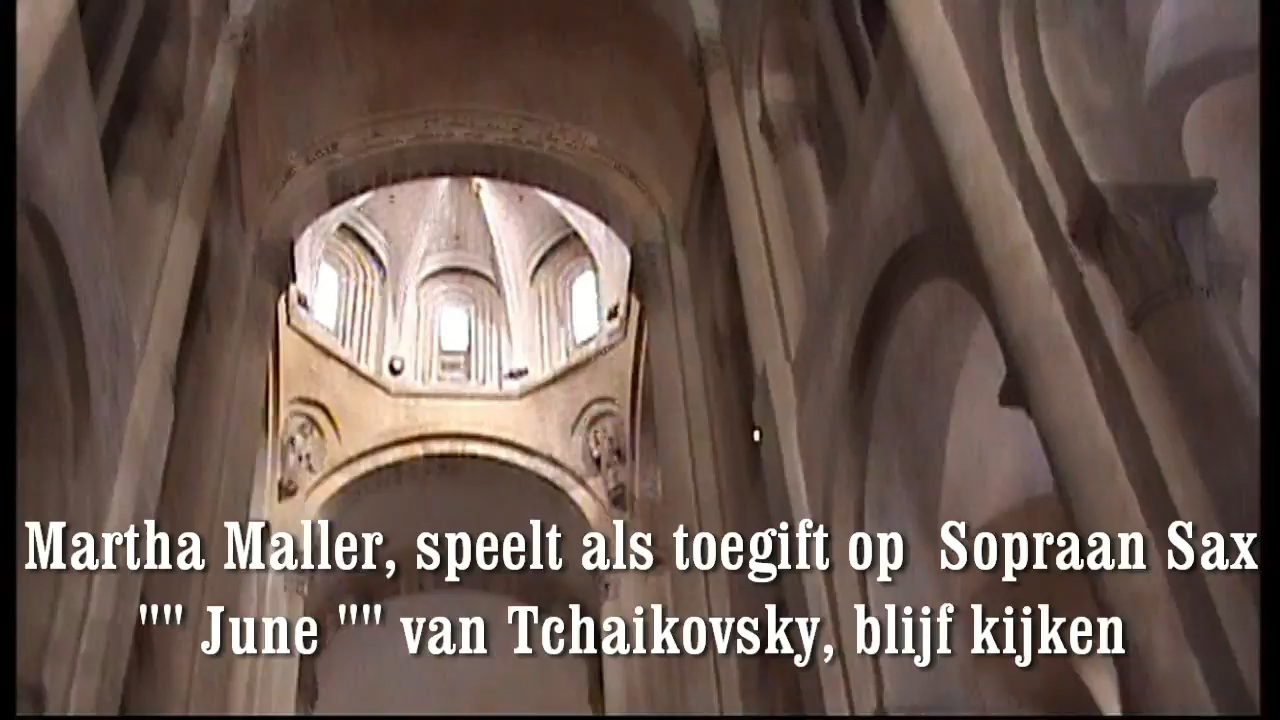 Martha Maller, speelt als toegift op Sopraan Sax
"" June "" van Tchaikovsky, blijf kijken